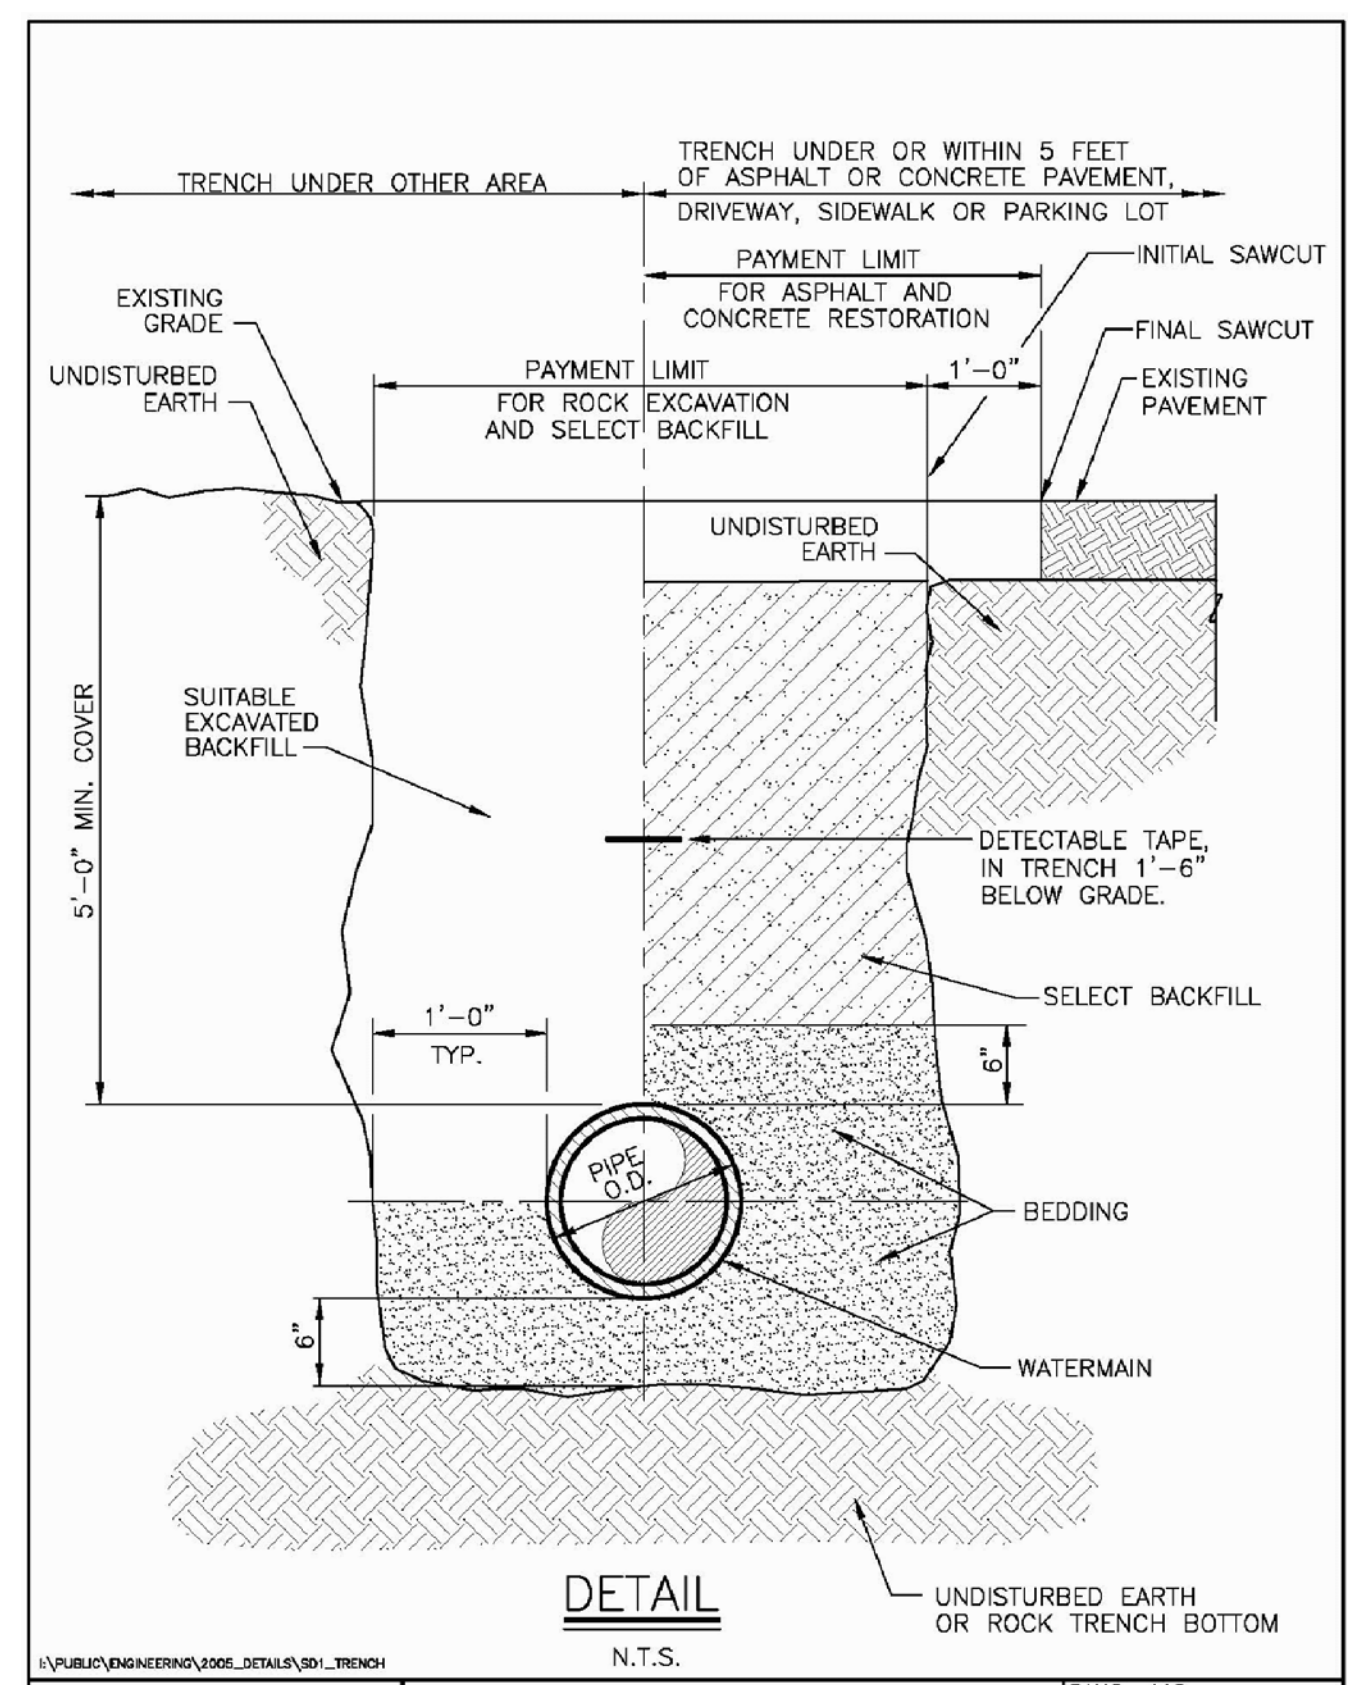 TRENCH UNDER OTHER AREA
TRENCH UNDER OR WITHIN 5 FEET
OF ASPHALT OR CONCRETE PAVEMENT,
DRIVEWAY, SIDEWALK OR PARKING LOT
PAYMENT LIMIT
FOR ASPHALT AND
CONCRETE RESTORATION
INITIAL SAWCUT
EXISTING
GRADE
FINAL SAWCUT
UNDISTURBED
EARTH
PAYMENT LIMIT
FOR ROCK EXCAVATION
AND SELECT BACKFILL
1'-0"
EXISTING
PAVEMENT
UNDISTURBED
EARTH
5'-0" MIN. COVER
SUITABLE
EXCAVATED
BACKFILL
DETECTABLE TAPE,
IN TRENCH 1'-6"
BELOW GRADE.
SELECT BACKFILL
1'-0"
TYP.
6"
PIPE
O.D.
BEDDING
6"
WATERMAIN
UNDISTURBED EARTH
OR ROCK TRENCH BOTTOM
DETAIL
N.T.S.
I:\PUBLIC\ENGINEERING\2005_DETAILS\SD1_TRENCH